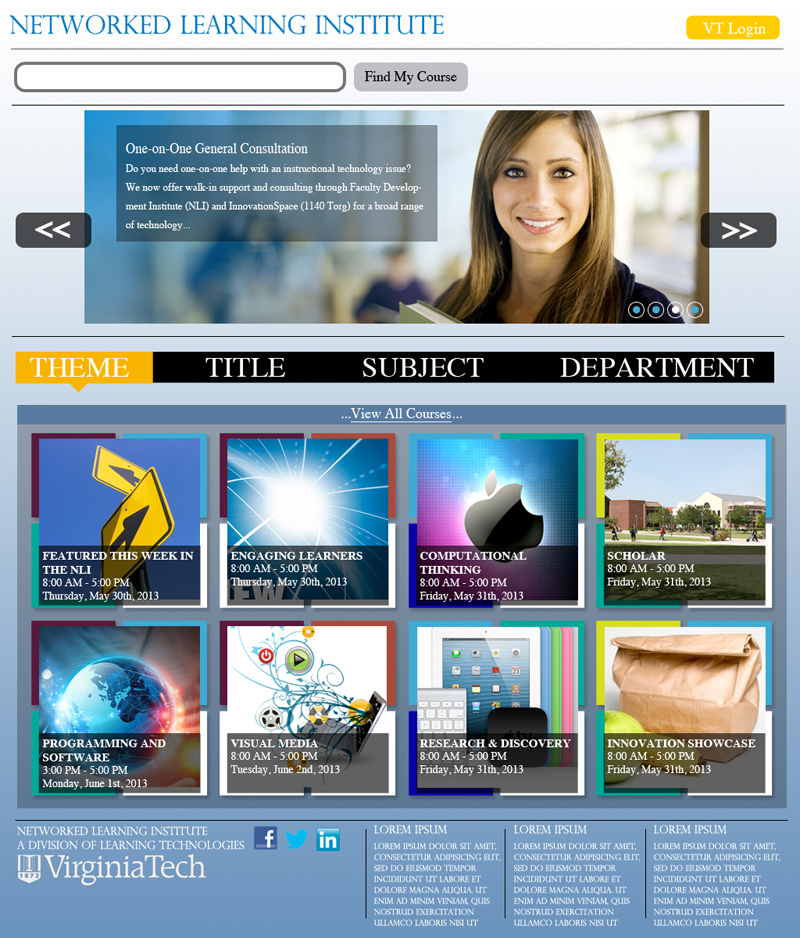 NETWORKED LEARNING INSTITUTE
VT Login
Find My Course
One-on-One General Consultation
Do you need one-on-one help with an instructional technology issue?
We now offer walk-in support and consulting through Faculty Develop-
ment Institute (NLI) and InnovationSpace (1140 Torg) for a broad range
of technology...
<<
>>
THEME
TITLE
SUBJECT
DEPARTMENT
...View All Courses...
FEATURED THIS WEEK IN
THE NLI
8:00 AM - 5:00 PM
Thursday, May 30th, 2013
ENGAGING LEARNERS
8:00 AM - 5:00 PM
Thursday, May 30th, 2013
COMPUTATIONAL
THINKING
8:00 AM - 5:00 PM
Friday, May 31th, 2013
SCHOLAR
8:00 AM - 5:00 PM
Friday, May 31th, 2013
PROGRAMMING AND
SOFTWARE
3:00 PM - 5:00 PM
Monday, June 1st, 2013
VISUAL MEDIA
8:00 AM - 5:00 PM
Tuesday, June 2nd, 2013
RESEARCH & DISCOVERY
8:00 AM - 5:00 PM
Friday, May 31th, 2013
INNOVATION SHOWCASE
8:00 AM - 5:00 PM
Friday, May 31th, 2013
NETWORKED LEARNING INSTITUTE
A DIVISION OF LEARNING TECHNOLOGIES
f
in
1872
VirginiaTech
LOREM IPSUM
LOREM IPSUM DOLOR SIT AMET,
CONSECTETUR ADIPISICING ELIT,
SED DO EIUSMOD TEMPOR
INCIDIDUNT UT LABORE ET
DOLORE MAGNA ALIQUA. UT
ENIM AD MINIM VENIAM, QUIS
NOSTRUD EXERCITATION
ULLAMCO LABORIS NISI UT
LOREM IPSUM
LOREM IPSUM DOLOR SIT AMET,
CONSECTETUR ADIPISICING ELIT,
SED DO EIUSMOD TEMPOR
INCIDIDUNT UT LABORE ET
DOLORE MAGNA ALIQUA. UT
ENIM AD MINIM VENIAM, QUIS
NOSTRUD EXERCITATION
ULLAMCO LABORIS NISI UT
LOREM IPSUM
LOREM IPSUM DOLOR SIT AMET,
CONSECTETUR ADIPISICING ELIT,
SED DO EIUSMOD TEMPOR
INCIDIDUNT UT LABORE ET
DOLORE MAGNA ALIQUA. UT
ENIM AD MINIM VENIAM, QUIS
NOSTRUD EXERCITATION
ULLAMCO LABORIS NISI UT